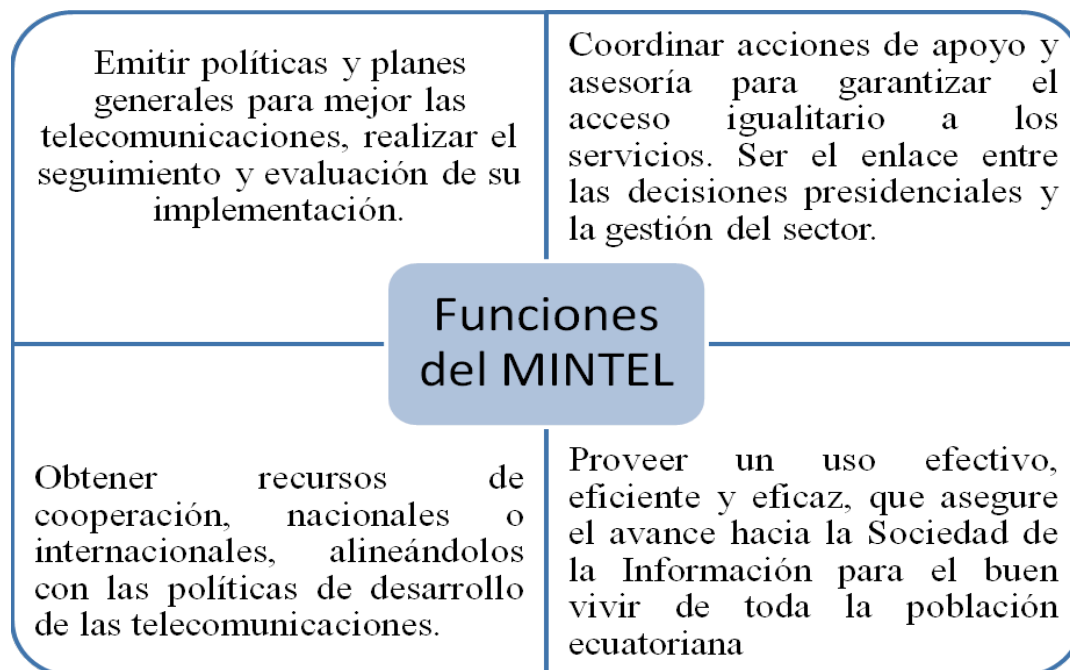 Emitir políticas y planes
generales para mejor las
telecomunicaciones, realizar el
seguimiento y evaluación de su
implementación.
Coordinar acciones de apoyo y
asesoría para garantizar el
acceso igualitario a los
servicios. Ser el enlace entre
las decisiones presidenciales y
la gestión del sector.
Funciones
del MINTEL
Obtener recursos de
cooperación, nacionales o
internacionales, alineándolos
con las políticas de desarrollo
de las telecomunicaciones.
Proveer un uso efectivo,
eficiente y eficaz, que asegure
el avance hacia la Sociedad de
la Información para el buen
vivir de toda la población
ecuatoriana